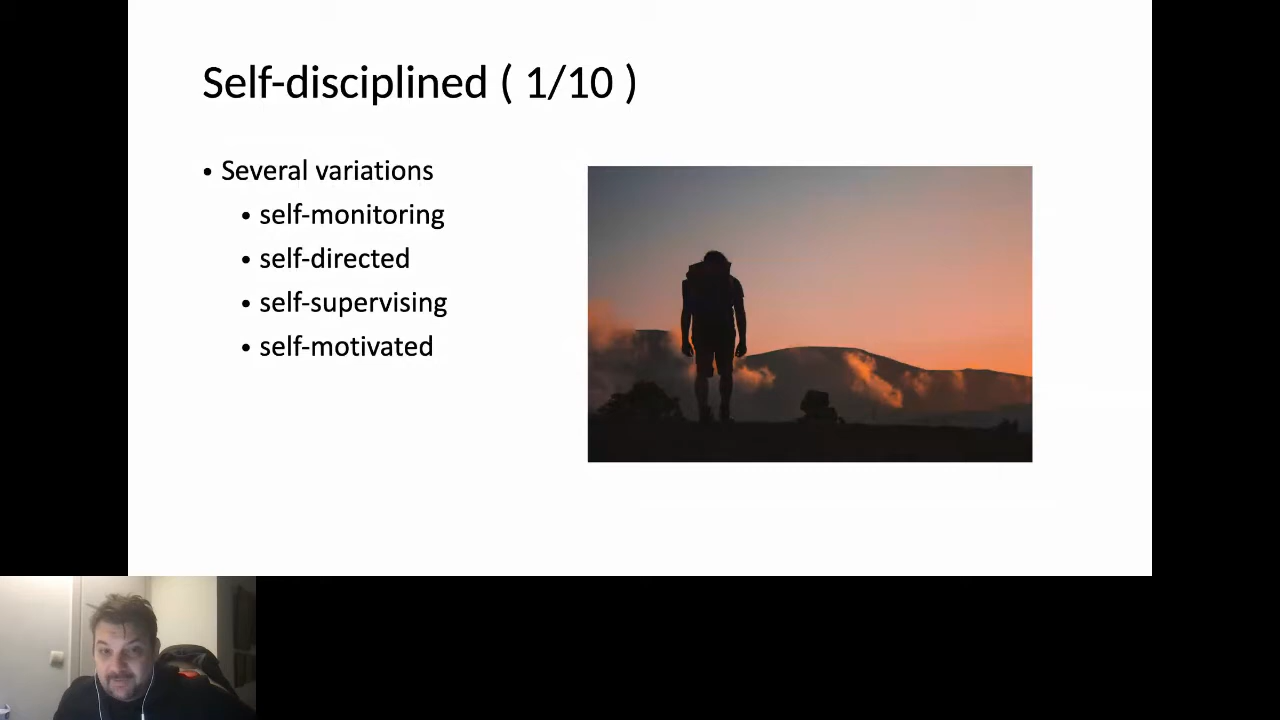 Self-disciplined ( 1/10 )
• Several variations
• self-monitoring
• self-directed
• self-supervising
• self-motivated